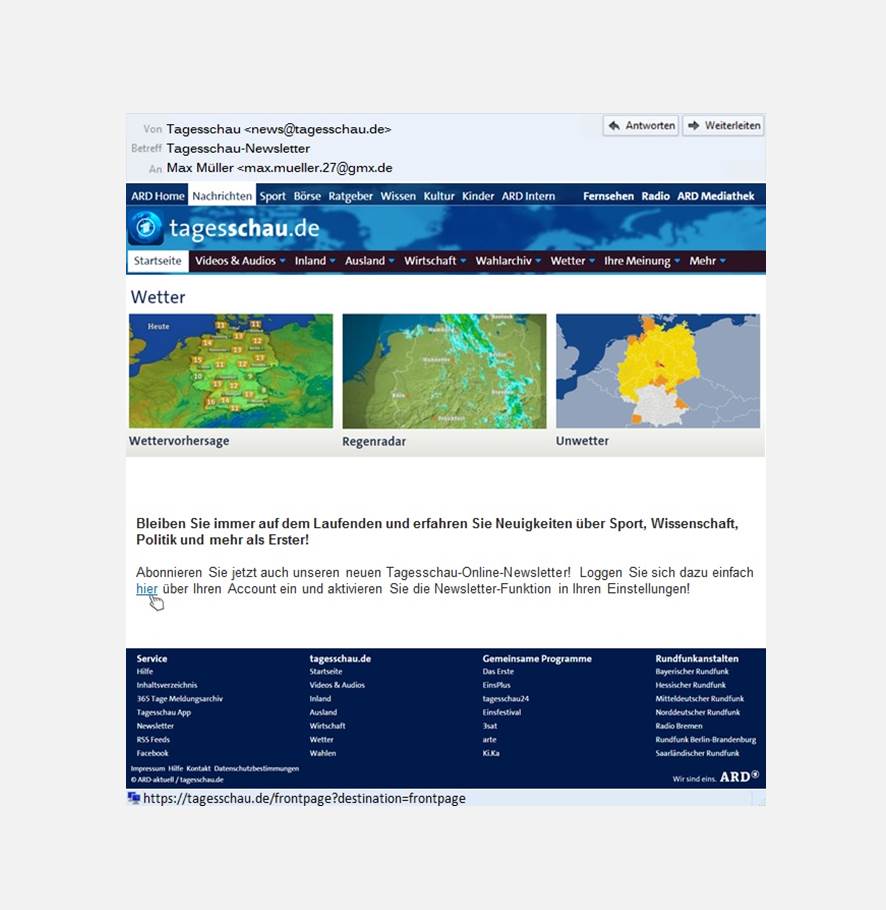 Von Tagesschau <news@tagesschau.de>
Antworten Weiterleiten
Betreff Tagesschau-Newsletter
An Max Müller <max.mueller.27@gmx.de
ARD Home Nachrichten Sport Börse Ratgeber Wissen Kultur Kinder ARD Intern Fernsehen Radio ARD Mediathek
tagesschau.de
Startseite Videos & Audios Inland Ausland Wirtschaft Wahlarchiv Wetter Ihre Meinung Mehr
Wetter
Heute
Wettervorhersage Regenradar Unwetter
Bleiben Sie immer auf dem Laufenden und erfahren Sie Neuigkeiten über Sport, Wissenschaft,
Politik und mehr als Erster!
Abonnieren Sie jetzt auch unseren neuen Tagesschau-Online-Newsletter! Loggen Sie sich dazu einfach
hier über Ihren Account ein und aktivieren Sie die Newsletter-Funktion in Ihren Einstellungen!
Service tagesschau.de Gemeinsame Programme Rundfunkanstalten
Hilfe Startseite Das Erste Bayerischer Rundfunk
Inhaltsverzeichnis Videos & Audios EinsPlus Hessischer Rundfunk
365 Tage Meldungsarchiv Inland tagesschau24 Mitteldeutscher Rundfunk
Tagesschau App Ausland Einsfestival Norddeutscher Rundfunk
Newsletter Wirtschaft 3sat Radio Bremen
RSS Feeds Wetter arte Rundfunk Berlin-Brandenburg
Facebook Wahlen Ki.Ka Saarländischer Rundfunk
Impressum Hilfe Kontakt Datenschutzbestimmungen
© ARD-aktuell / tagesschau.de
Wir sind eins. ARD
https://tagesschau.de/frontpage?destination=frontpage